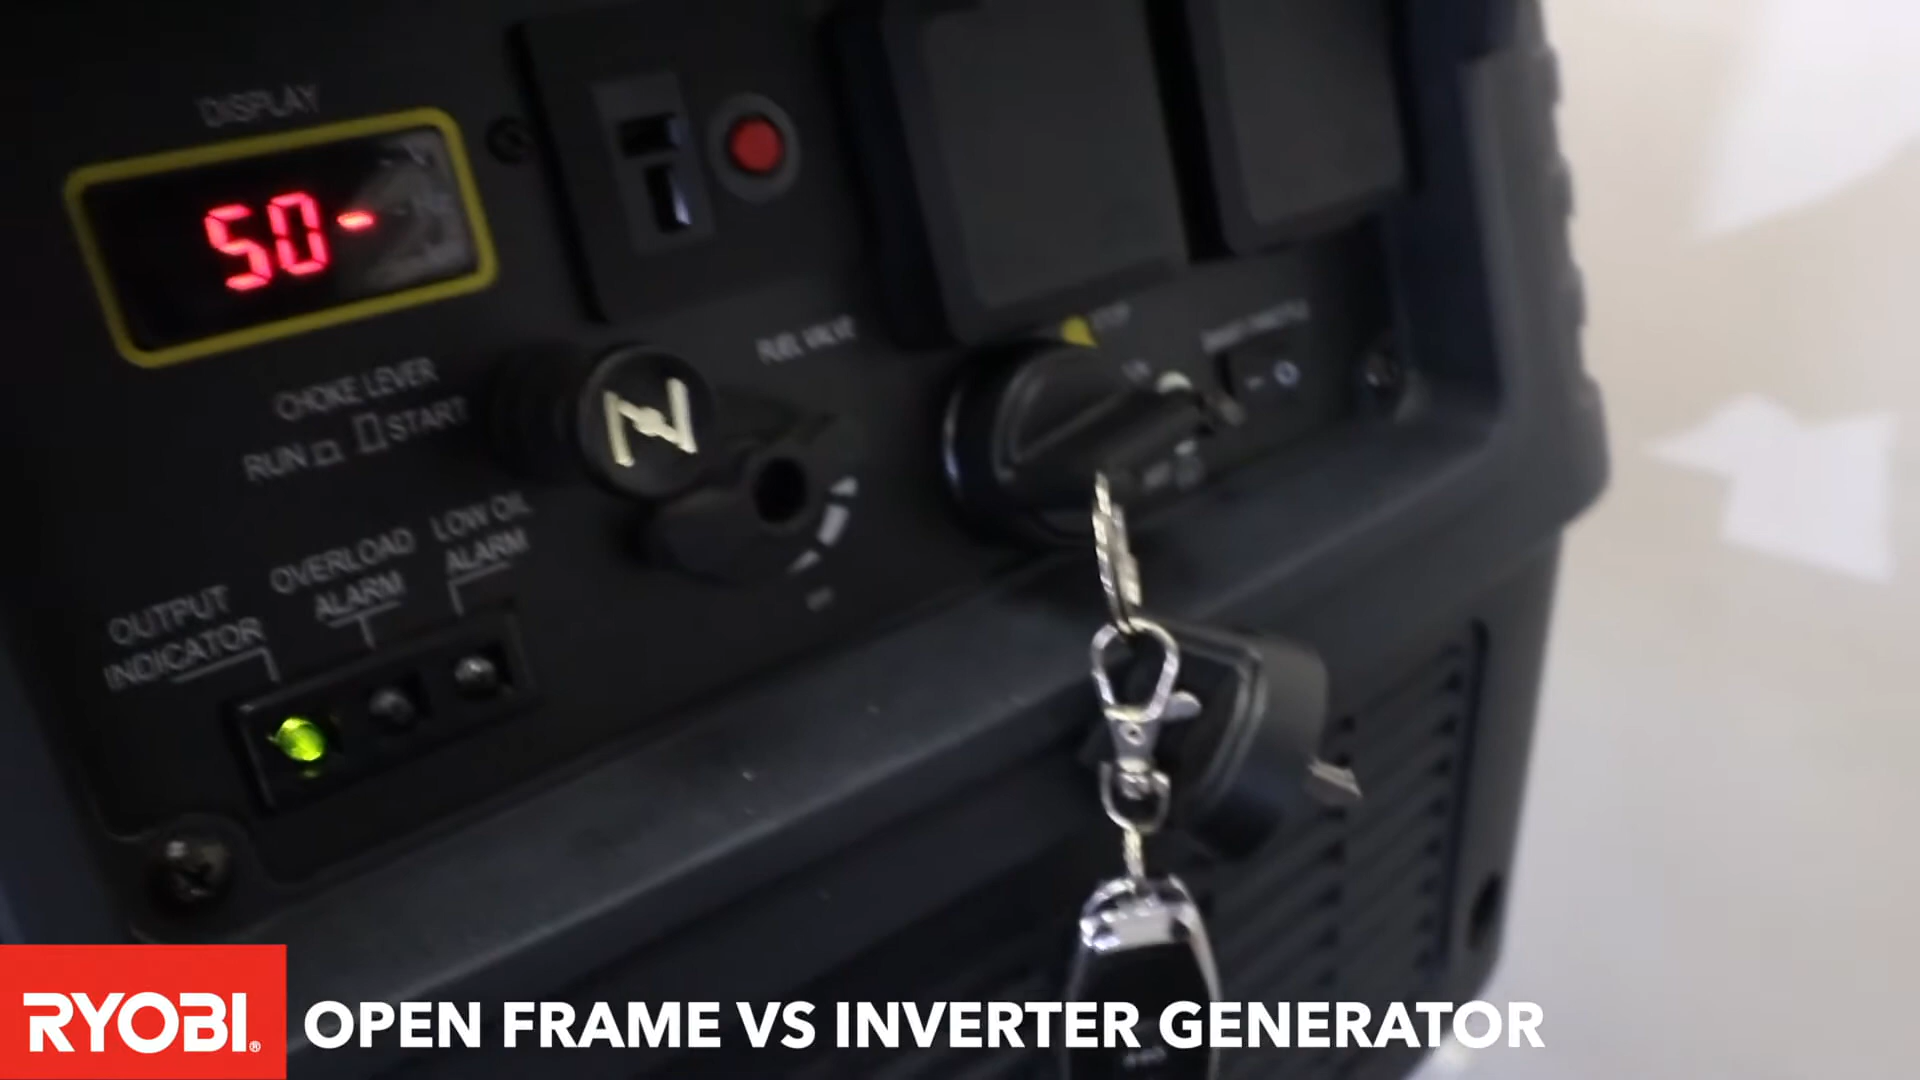 DISPLAY
50-
CHOKE LEVER
RUN START
FUEL VALVE
STOP
OUTPUT
INDICATOR
OVERLOAD
ALARM
LOW OIL
ALARM
RYOBI®
OPEN FRAME VS INVERTER GENERATOR